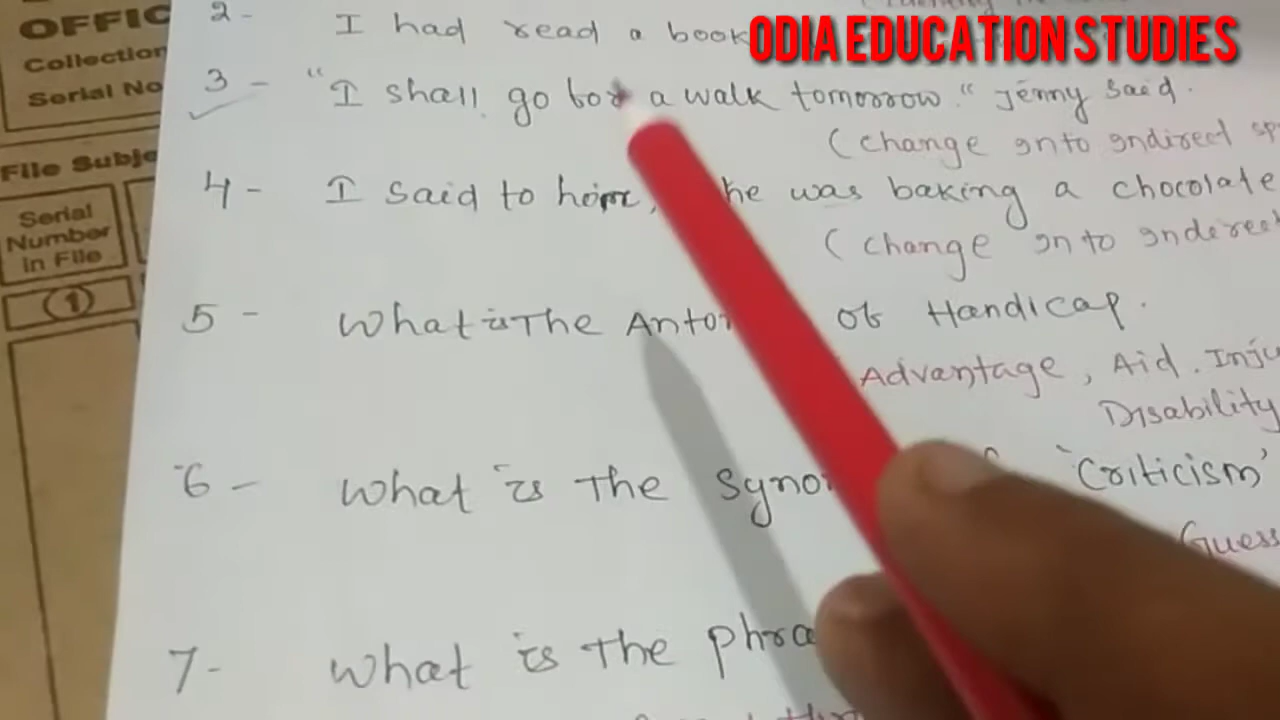 OFFIC
Collection
Serial No
File Subje
Serial
Number
in File
1
ODIA EDUCATION STUDIES
2- I had read a book
3- "I shall go for a walk tomorrow." Jenny said.
(change into indirect sp
4- I said to him, he was baking a chocolate
(change into indirect
5- What is The Anto of Handicap.
Advantage, Aid. Inju
Disability
6- What is The Syno 'Criticism'
Guess
7- What is The phra